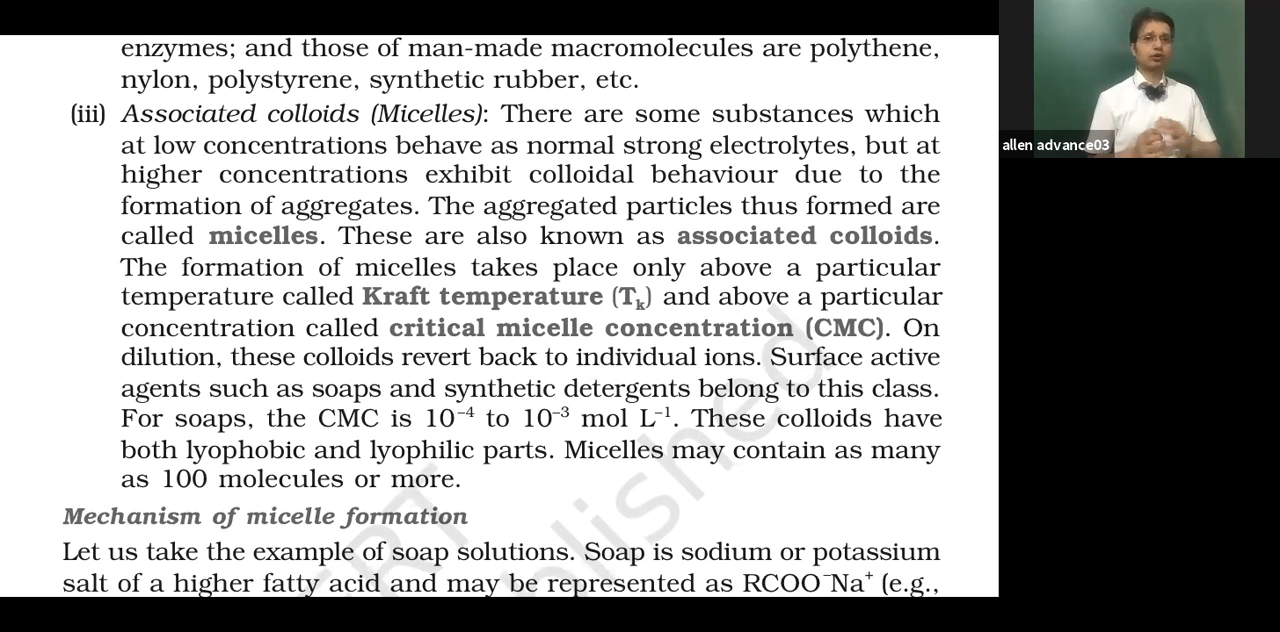 enzymes; and those of man-made macromolecules are polythene,
nylon, polystyrene, synthetic rubber, etc.
(iii) Associated colloids (Micelles): There are some substances which
at low concentrations behave as normal strong electrolytes, but at
higher concentrations exhibit colloidal behaviour due to the
formation of aggregates. The aggregated particles thus formed are
called micelles. These are also known as associated colloids.
The formation of micelles takes place only above a particular
temperature called Kraft temperature (Tk) and above a particular
concentration called critical micelle concentration (CMC). On
dilution, these colloids revert back to individual ions. Surface active
agents such as soaps and synthetic detergents belong to this class.
For soaps, the CMC is 10⁻⁴ to 10⁻³ mol L⁻¹. These colloids have
both lyophobic and lyophilic parts. Micelles may contain as many
as 100 molecules or more.
Mechanism of micelle formation
Let us take the example of soap solutions. Soap is sodium or potassium
salt of a higher fatty acid and may be represented as RCOO⁻Na⁺ (e.g.,
allen advance03